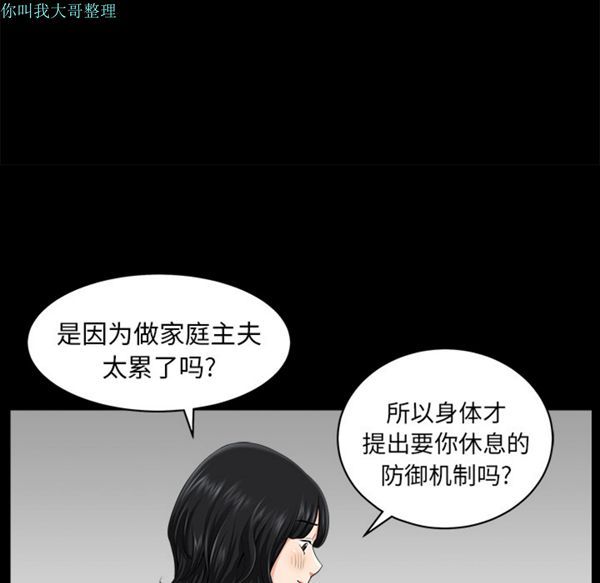 你叫我大哥整理
是因为做家庭主夫
太累了吗?
所以身体才
提出要你休息的
防御机制吗?